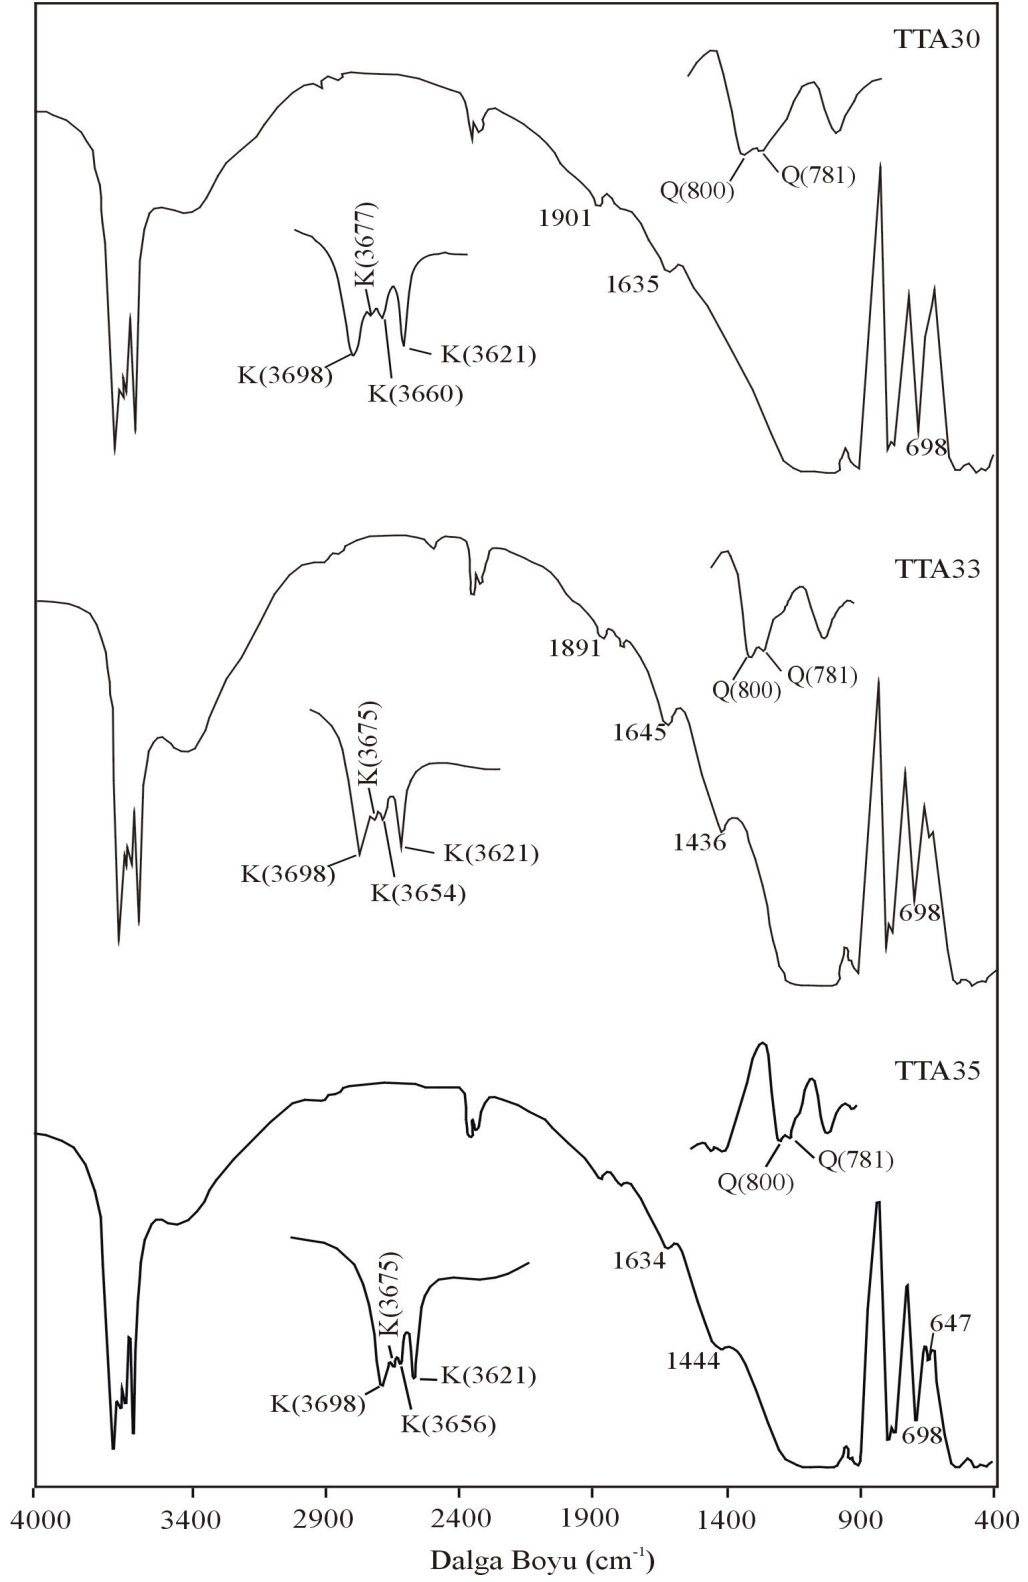 TTA30
Q(800)
Q(781)
1901
K(3677)
1635
K(3698)
K(3621)
K(3660)
698
TTA33
1891
Q(800)
Q(781)
K(3675)
1645
1436
K(3698)
K(3621)
K(3654)
698
TTA35
Q(800)
Q(781)
1634
K(3675)
647
1444
K(3698)
K(3621)
K(3656)
698
4000 3400 2900 2400 1900 1400 900 400
Dalga Boyu (cm⁻¹)